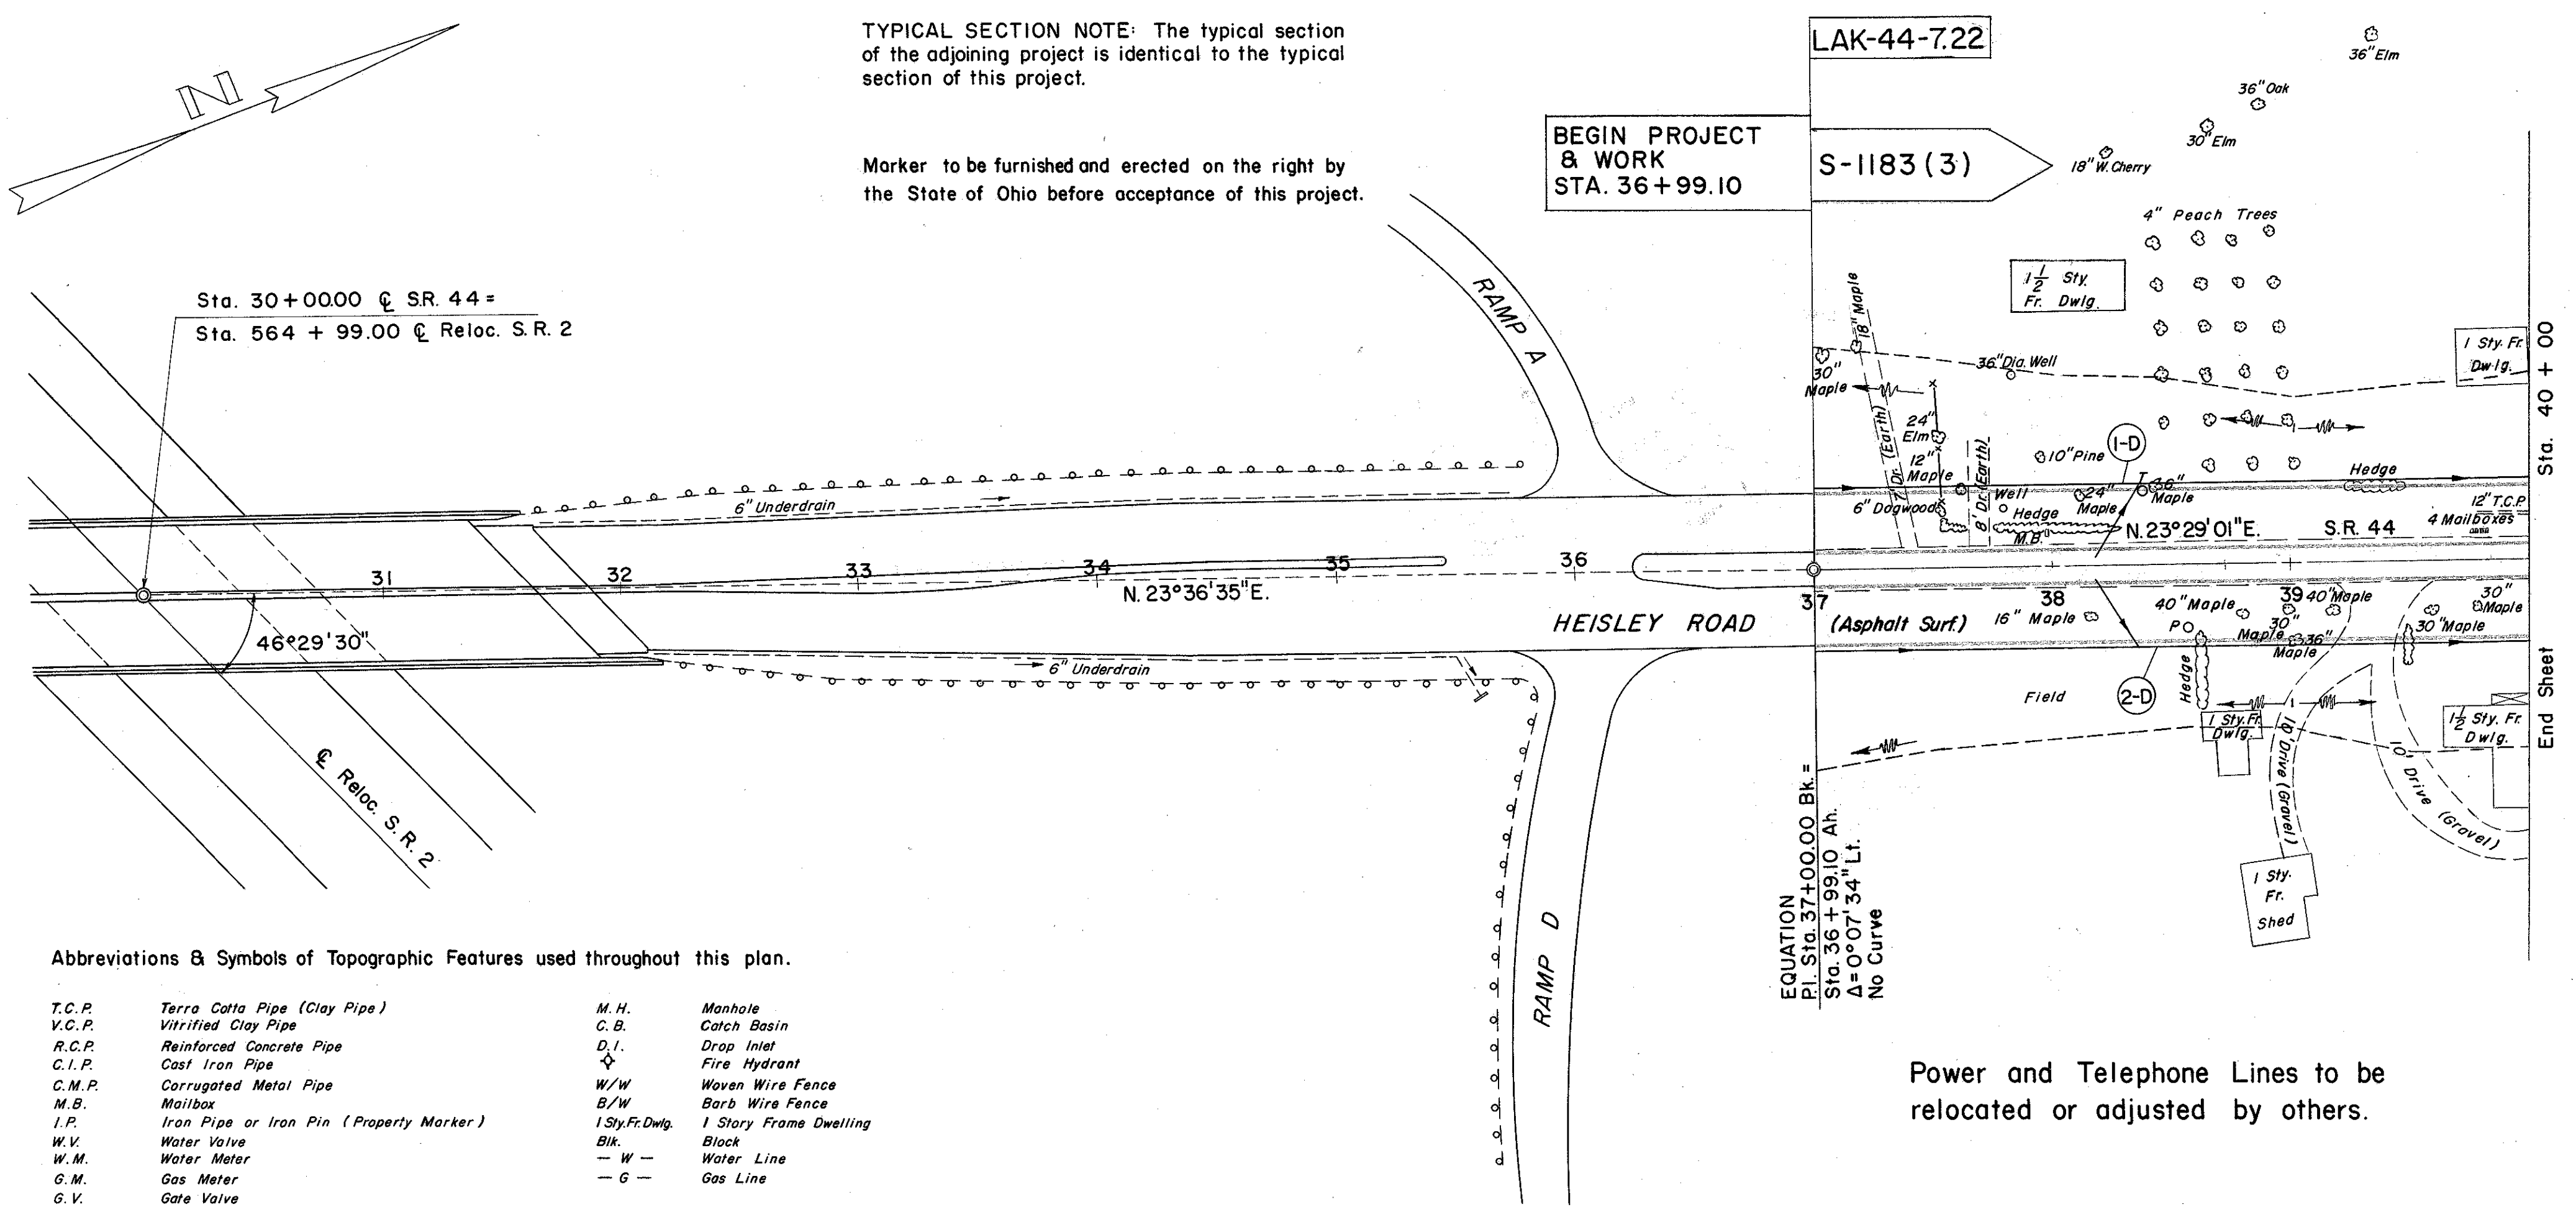 N
TYPICAL SECTION NOTE: The typical section
of the adjoining project is identical to the typical
section of this project.
Marker to be furnished and erected on the right by
the State of Ohio before acceptance of this project.
LAK-44-7.22
BEGIN PROJECT
& WORK
STA. 36+99.10
S-1183(3)
36" Elm
36" Oak
30" Elm
18" W. Cherry
4" Peach Trees
1 1/2 Sty.
Fr. Dwlg.
1 Sty. Fr.
Dwlg.
Sta. 40 + 00
End Sheet
Sta. 30+00.00 ℄ S.R. 44 =
Sta. 564 + 99.00 ℄ Reloc. S.R. 2
RAMP A
18" Maple
30"
Maple
36" Dia. Well
7' Dr. (Earth)
24"
Elm
12"
Maple
6" Dogwood
8' Dr. (Earth)
10" Pine
1-D
T
Well
24"
Maple
36"
Maple
Hedge
Hedge
M.B.
12" T.C.P.
4 Mailboxes
N. 23°29'01" E.
S.R. 44
6" Underdrain
31
32
33
34
35
36
37
38
39
N. 23°36'35" E.
46°29'30"
HEISLEY ROAD
(Asphalt Surf.)
16" Maple
40" Maple
P
30"
Maple
40" Maple
36"
Maple
30"
Maple
30" Maple
6" Underdrain
Field
2-D
Hedge
1 Sty. Fr.
Dwlg.
10' Drive (Gravel)
10' Drive (Gravel)
1 1/2 Sty. Fr.
Dwlg.
1 Sty.
Fr.
Shed
℄ Reloc. S.R. 2
RAMP D
EQUATION
P.I. Sta. 37+00.00 Bk. =
Sta. 36+99.10 Ah.
Δ=0°07'34" Lt.
No Curve
Abbreviations & Symbols of Topographic Features used throughout this plan.
T.C.P. Terra Cotta Pipe (Clay Pipe)
V.C.P. Vitrified Clay Pipe
R.C.P. Reinforced Concrete Pipe
C.I.P. Cast Iron Pipe
C.M.P. Corrugated Metal Pipe
M.B. Mailbox
I.P. Iron Pipe or Iron Pin (Property Marker)
W.V. Water Valve
W.M. Water Meter
G.M. Gas Meter
G.V. Gate Valve
M.H. Manhole
C.B. Catch Basin
D.I. Drop Inlet
Fire Hydrant
W/W Woven Wire Fence
B/W Barb Wire Fence
1 Sty. Fr. Dwlg. 1 Story Frame Dwelling
Blk. Block
— W — Water Line
— G — Gas Line
Power and Telephone Lines to be
relocated or adjusted by others.